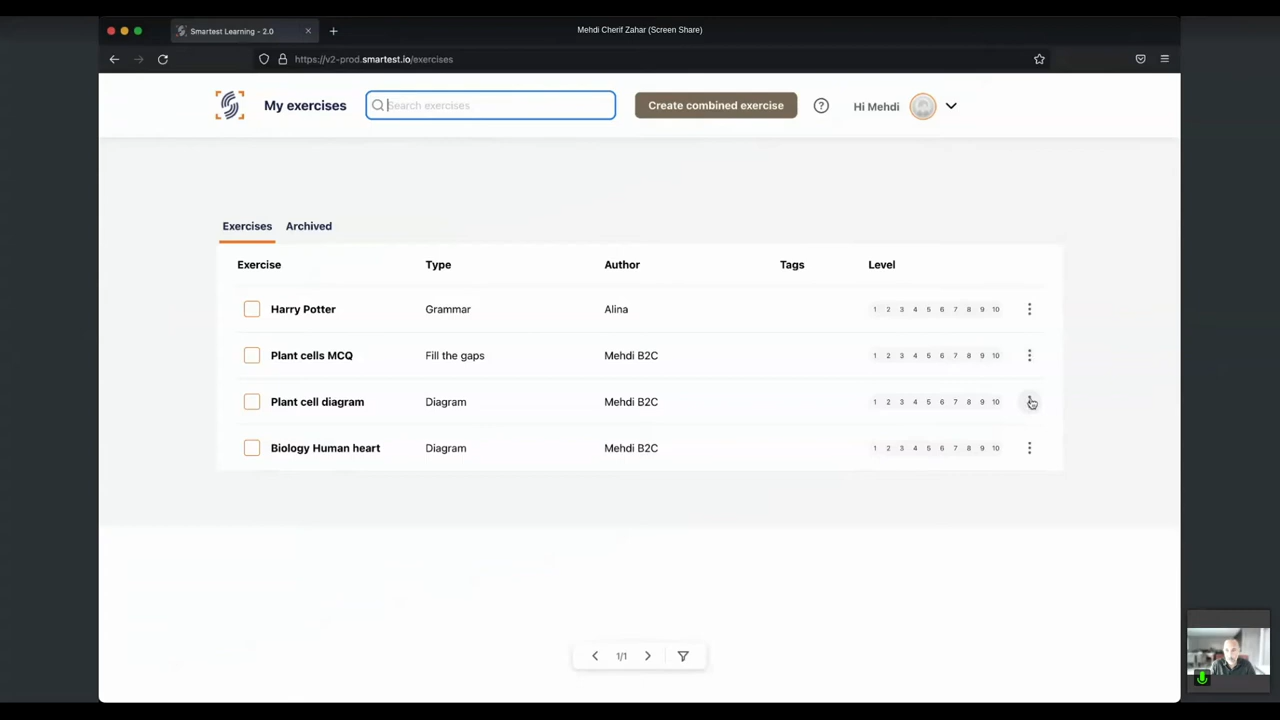 Smartest Learning - 2.0
Mehdi Cherif Zahar (Screen Share)
https://v2-prod.smartest.io/exercises
My exercises
Search exercises
Create combined exercise
?
Hi Mehdi
Exercises Archived
Exercise Type Author Tags Level
Harry Potter Grammar Alina 1 2 3 4 5 6 7 8 9 10
Plant cells MCQ Fill the gaps Mehdi B2C 1 2 3 4 5 6 7 8 9 10
Plant cell diagram Diagram Mehdi B2C 1 2 3 4 5 6 7 8 9 10
Biology Human heart Diagram Mehdi B2C 1 2 3 4 5 6 7 8 9 10
1/1